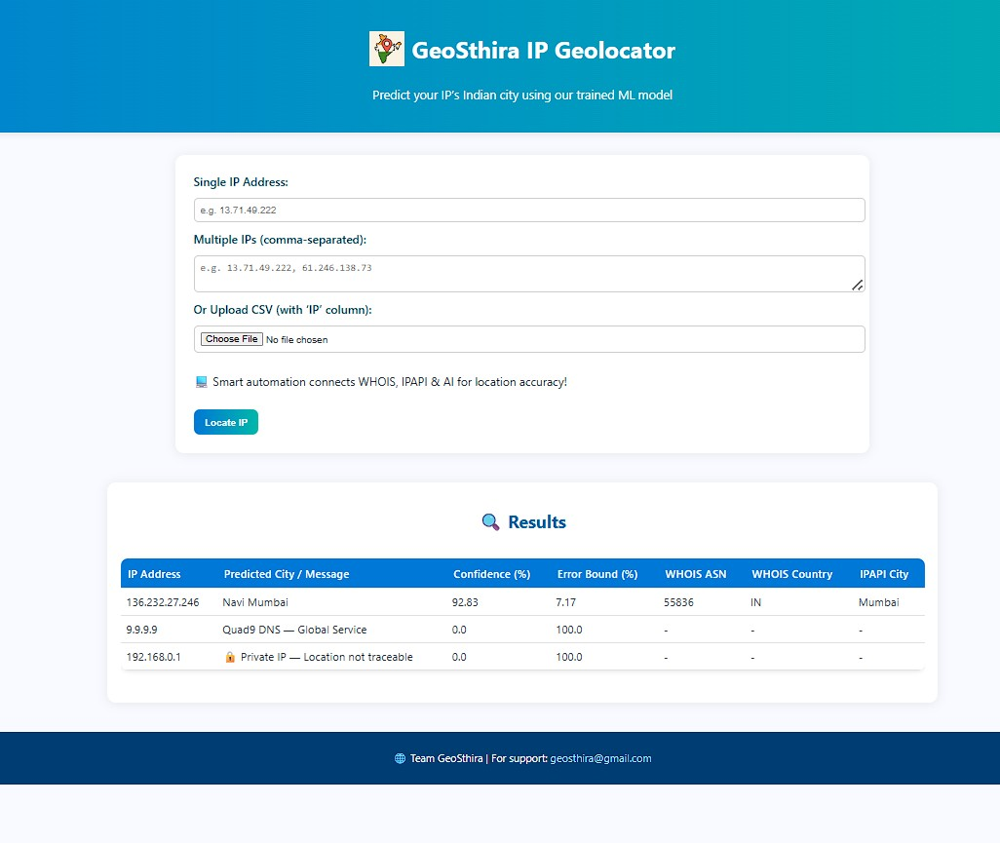 GeoSthira IP Geolocator
Predict your IP's Indian city using our trained ML model
Single IP Address:
e.g. 13.71.49.222
Multiple IPs (comma-separated):
e.g. 13.71.49.222, 61.246.138.73
Or Upload CSV (with ‘IP’ column):
Choose File No file chosen
Smart automation connects WHOIS, IPAPI & AI for location accuracy!
Locate IP
Results
IP Address Predicted City / Message Confidence (%) Error Bound (%) WHOIS ASN WHOIS Country IPAPI City
136.232.27.246 Navi Mumbai 92.83 7.17 55836 IN Mumbai
9.9.9.9 Quad9 DNS — Global Service 0.0 100.0 - - -
192.168.0.1 Private IP — Location not traceable 0.0 100.0 - - -
Team GeoSthira | For support: geosthira@gmail.com